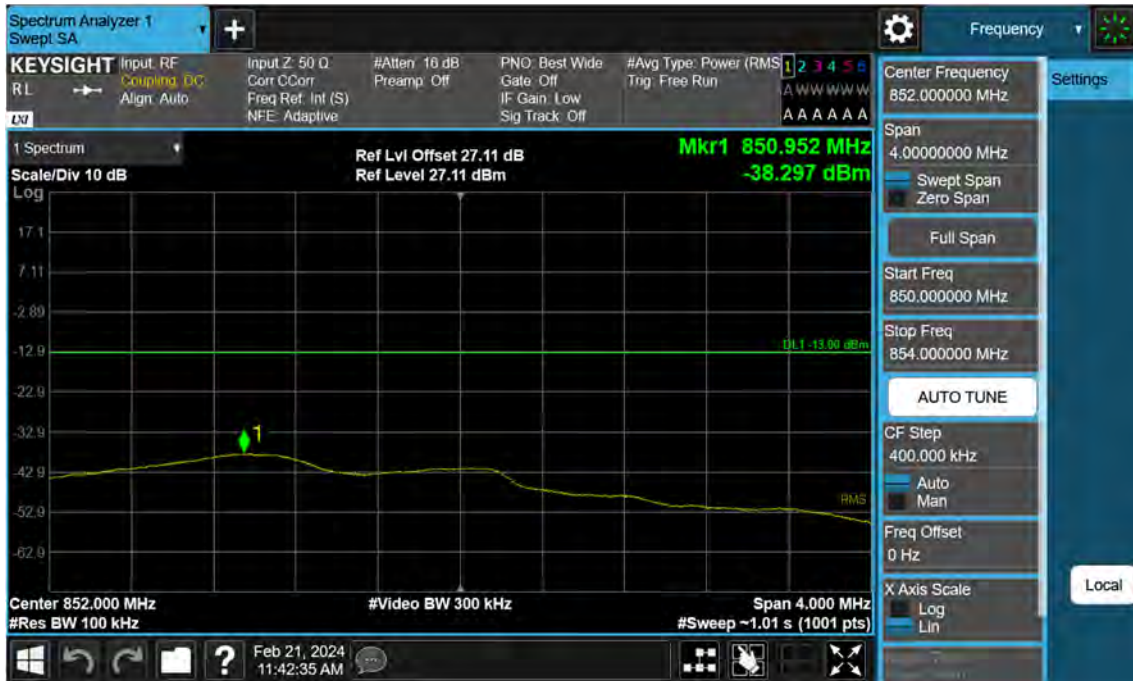 Spectrum Analyzer 1
Swept SA
Frequency
KEYSIGHT
RL
LXI
Input: RF
Coupling: DC
Align: Auto
Input Z: 50 Ω
Corr CCorr
Freq Ref: Int (S)
NFE: Adaptive
#Atten: 16 dB
Preamp: Off
PNO: Best Wide
Gate: Off
IF Gain: Low
Sig Track: Off
#Avg Type: Power (RMS
Trig: Free Run
1 2 3 4 5 6
A W W W W W
A A A A A A
1 Spectrum
Scale/Div 10 dB
Ref Lvl Offset 27.11 dB
Ref Level 27.11 dBm
Mkr1 850.952 MHz
-38.297 dBm
Log
17.1
7.11
-2.89
-12.9
-22.9
-32.9
-42.9
-52.9
-62.9
DL1 -13.00 dBm
1
RMS
Center 852.000 MHz
#Res BW 100 kHz
#Video BW 300 kHz
Span 4.000 MHz
#Sweep ~1.01 s (1001 pts)
Center Frequency
852.000000 MHz
Settings
Span
4.00000000 MHz
Swept Span
Zero Span
Full Span
Start Freq
850.000000 MHz
Stop Freq
854.000000 MHz
AUTO TUNE
CF Step
400.000 kHz
Auto
Man
Freq Offset
0 Hz
X Axis Scale
Log
Lin
Local
?
Feb 21, 2024
11:42:35 AM